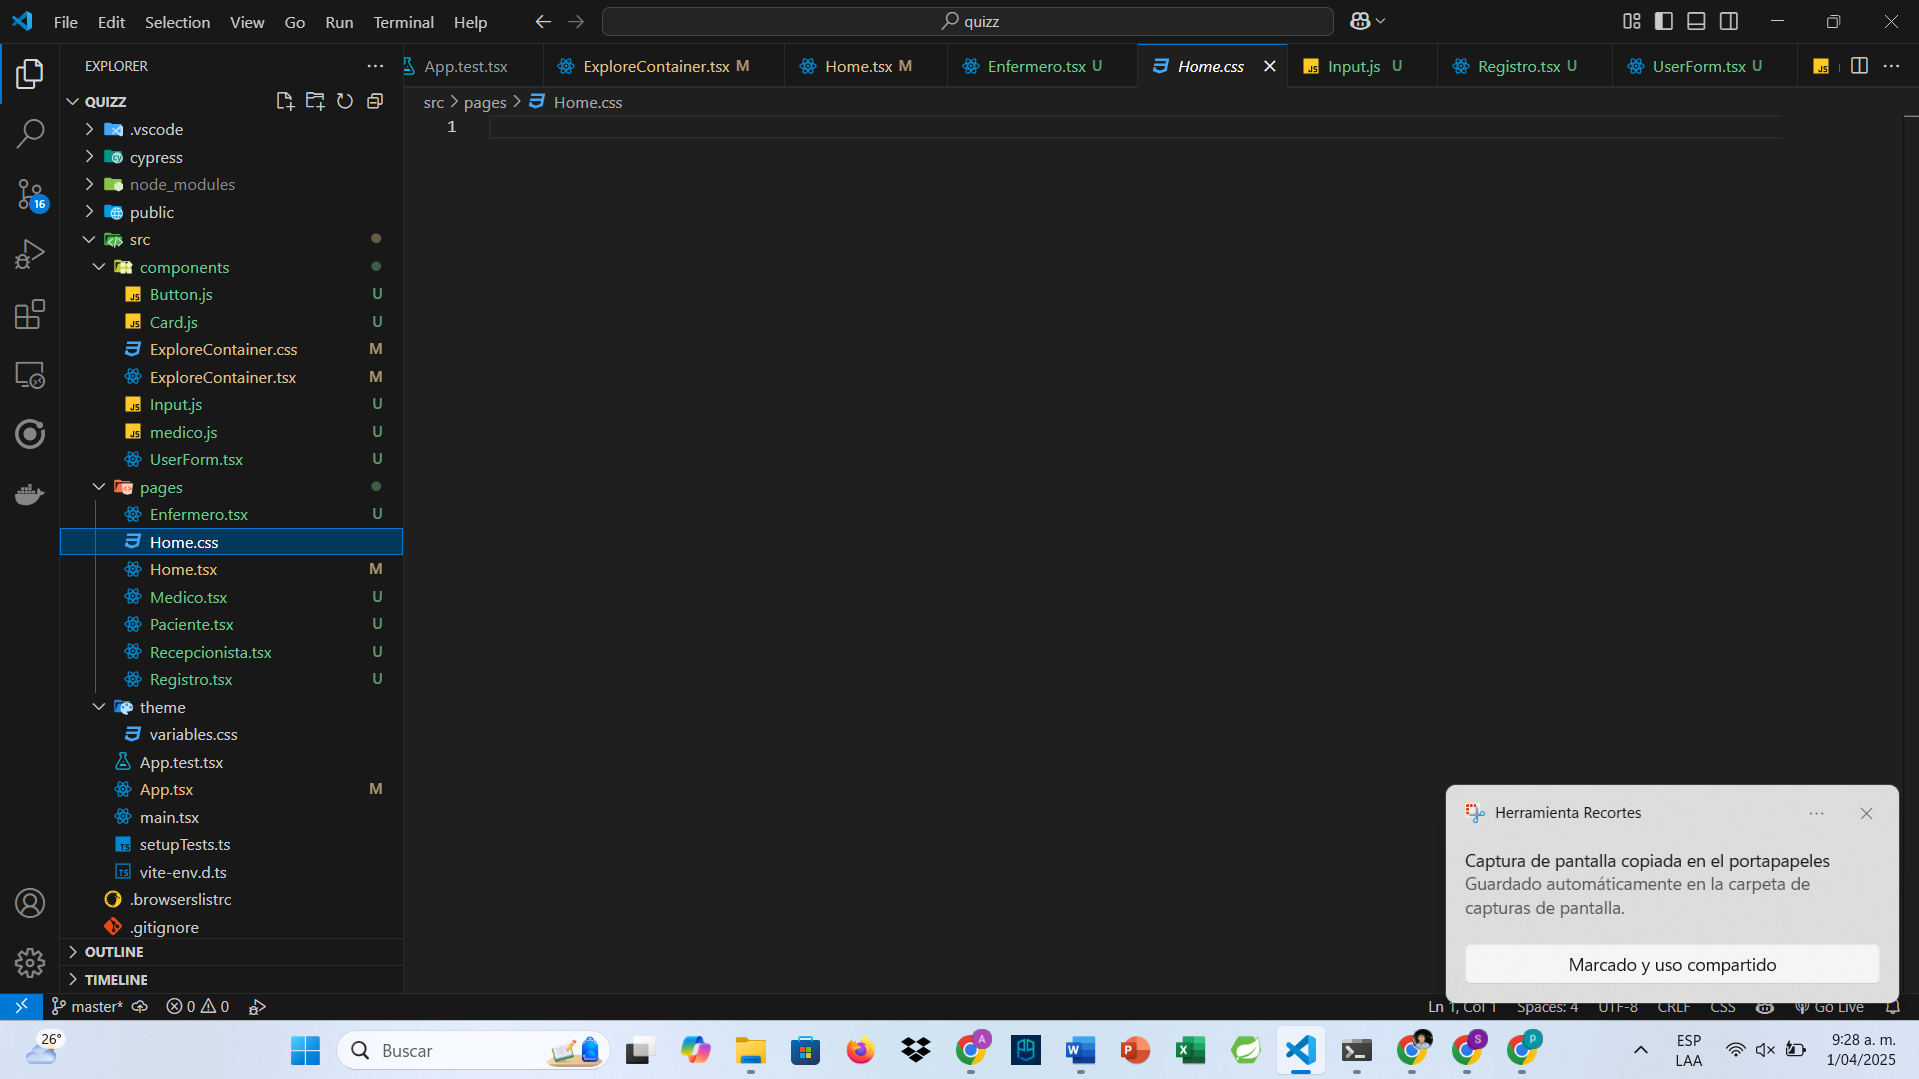 File Edit Selection View Go Run Terminal Help
quizz
EXPLORER
App.test.tsx
ExploreContainer.tsx M
Home.tsx M
Enfermero.tsx U
Home.css
Input.js U
Registro.tsx U
UserForm.tsx U
QUIZZ
src > pages > Home.css
1
.vscode
cypress
node_modules
public
src
components
Button.js U
Card.js U
ExploreContainer.css M
ExploreContainer.tsx M
Input.js U
medico.js U
UserForm.tsx U
pages
Enfermero.tsx U
Home.css
Home.tsx M
Medico.tsx U
Paciente.tsx U
Recepcionista.tsx U
Registro.tsx U
theme
variables.css
App.test.tsx
App.tsx M
main.tsx
setupTests.ts
vite-env.d.ts
.browserslistrc
.gitignore
OUTLINE
TIMELINE
16
Herramienta Recortes
Captura de pantalla copiada en el portapapeles
Guardado automáticamente en la carpeta de
capturas de pantalla.
Marcado y uso compartido
master* 0 0
Ln 1, Col 1 Spaces: 4 UTF-8 CRLF CSS Go Live
26°
Buscar
ESP
LAA
9:28 a. m.
1/04/2025